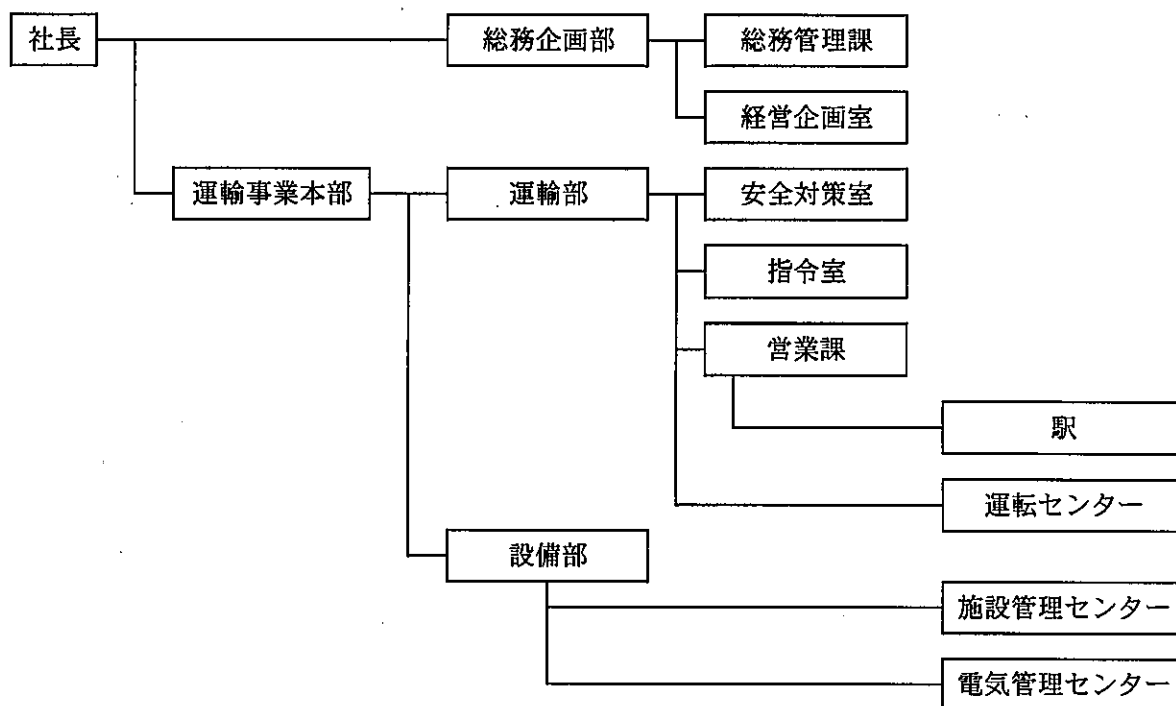 社長
総務企画部
総務管理課
経営企画室
運輸事業本部
運輸部
安全対策室
指令室
営業課
駅
運転センター
設備部
施設管理センター
電気管理センター